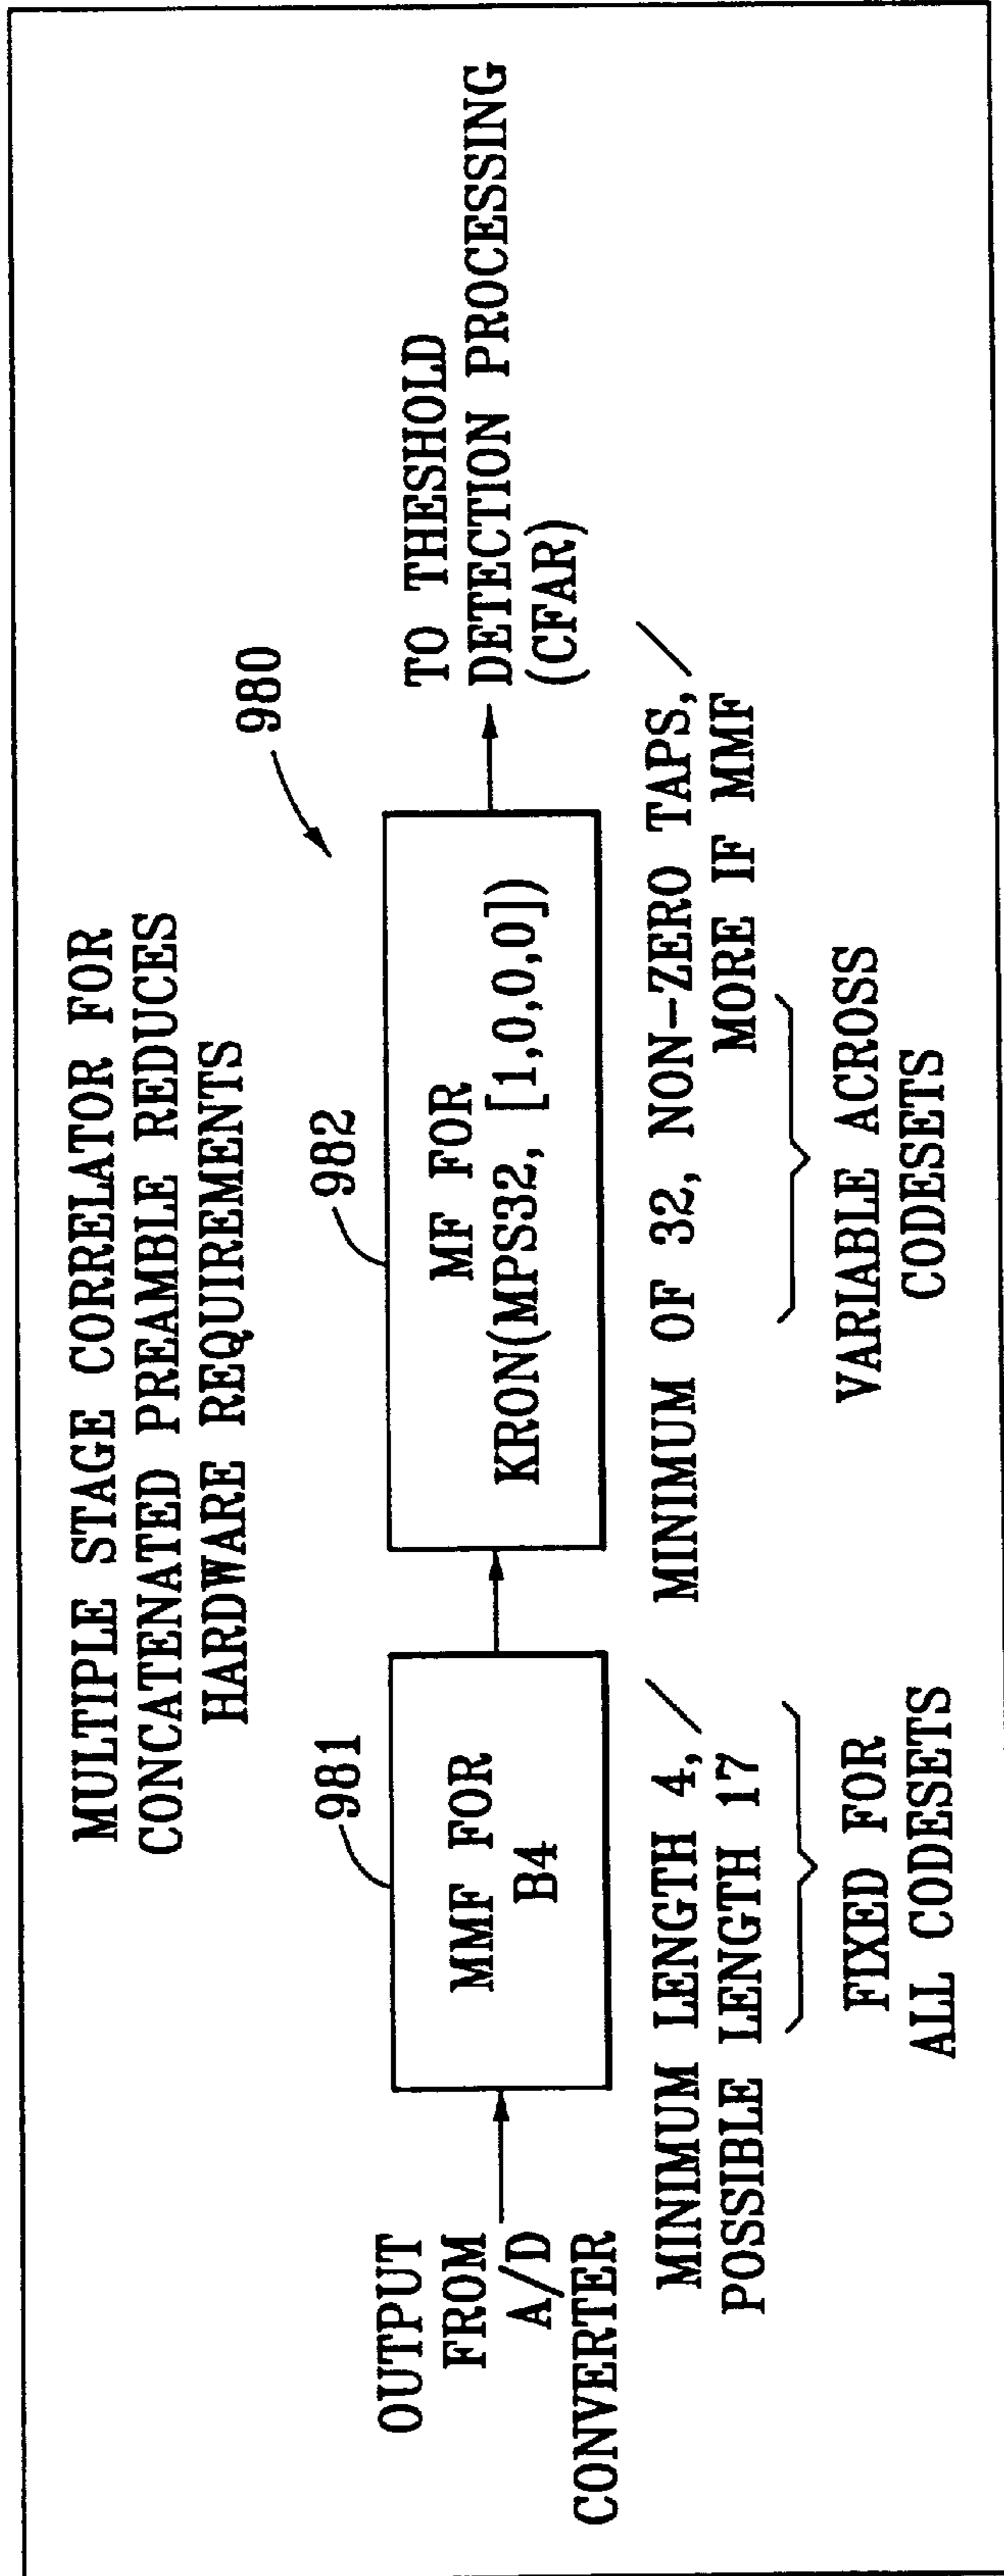 MULTIPLE STAGE CORRELATOR FOR
CONCATENATED PREAMBLE REDUCES
HARDWARE REQUIREMENTS
980
981
982
OUTPUT
FROM
A/D
CONVERTER
MMF FOR
B4
MF FOR
KRON(MPS32, [1,0,0,0])
TO THESHOLD
DETECTION PROCESSING
(CFAR)
MINIMUM LENGTH 4,
POSSIBLE LENGTH 17
FIXED FOR
ALL CODESETS
MINIMUM OF 32, NON-ZERO TAPS,
MORE IF MMF
VARIABLE ACROSS
CODESETS